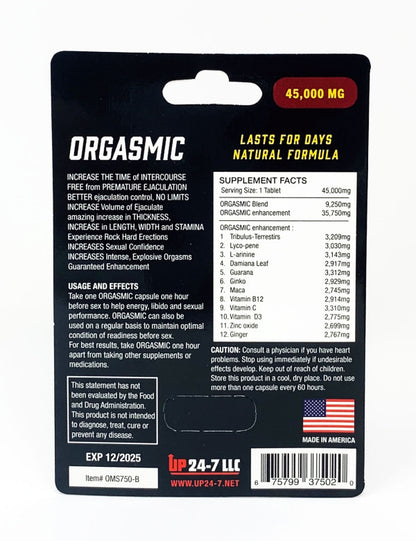 45,000 MG
ORGASMIC
LASTS FOR DAYS
NATURAL FORMULA
INCREASE THE TIME of INTERCOURSE
FREE from PREMATURE EJACULATION
BETTER ejaculation control, NO LIMITS
INCREASE Volume of Ejaculate
amazing increase in THICKNESS,
INCREASE in LENGTH, WIDTH and STAMINA
Experience Rock Hard Erections
INCREASES Sexual Confidence
INCREASES Intense, Explosive Orgasms
Guaranteed Enhancement
USAGE AND EFFECTS
Take one ORGASMIC capsule one hour
before sex to help energy, libido and sexual
performance. ORGASMIC can also be
used on a regular basis to maintain optimal
condition of readiness before sex.
For best results, take ORGASMIC one hour
apart from taking other supplements or
medications.
This statement has not
been evaluated by the Food
and Drug Administration.
This product is not intended
to diagnose, treat, cure or
prevent any disease.
EXP 12/2025
Item# OMS750-B
SUPPLEMENT FACTS
Serving Size: 1 Tablet 45,000mg
ORGASMIC Blend 9,250mg
ORGASMIC enhancement 35,750mg
ORGASMIC enhancement :
1 Tribulus-Terrestirs 3,209mg
2 Lyco-pene 3,030mg
3 L-arinine 3,143mg
4 Damiana Leaf 2,917mg
5 Guarana 3,312mg
6 Ginko 2,929mg
7 Maca 2,745mg
8 Vitamin B12 2,914mg
9 Vitamin C 3,310mg
10. Vitamin D3 2,775mg
11. Zinc oxide 2,699mg
12. Ginger 2,767mg
CAUTION: Consult a physician if you have heart
problems. Stop using immediately if undesirable
effects develop. Keep out of reach of children.
Store this product in a cool, dry place. Do not use
more than one capsule every 60 hours.
MADE IN AMERICA
UP 24-7 LLC
WWW.UP24-7.NET
6 75799 37502 0